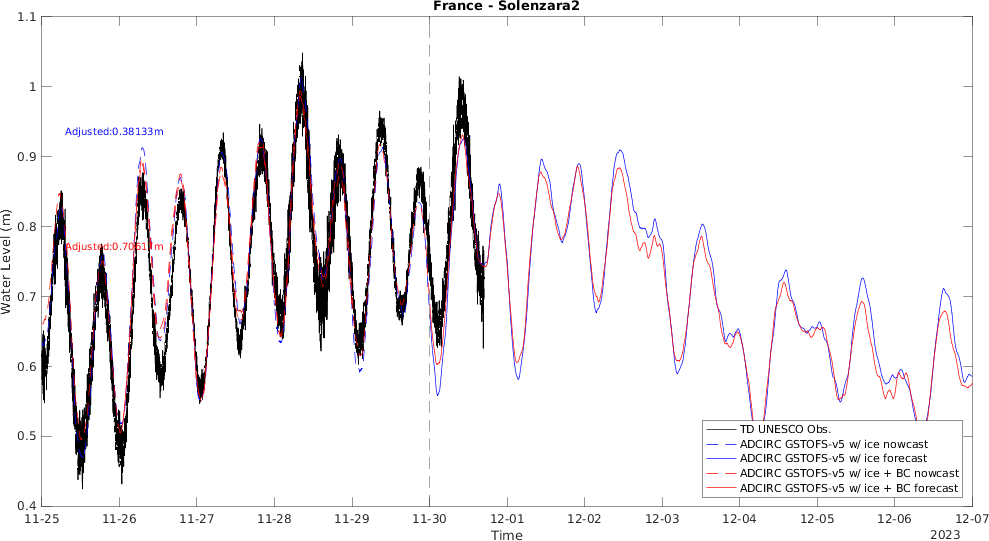 France - Solenzara2
Water Level (m)
1.1
1
0.9
0.8
0.7
0.6
0.5
0.4
Adjusted:0.38133m
TD UNESCO Obs.
ADCIRC GSTOFS-v5 w/ ice nowcast
ADCIRC GSTOFS-v5 w/ ice forecast
ADCIRC GSTOFS-v5 w/ ice + BC nowcast
ADCIRC GSTOFS-v5 w/ ice + BC forecast
11-25 11-26 11-27 11-28 11-29 11-30 12-01 12-02 12-03 12-04 12-05 12-06 12-07
Time
2023